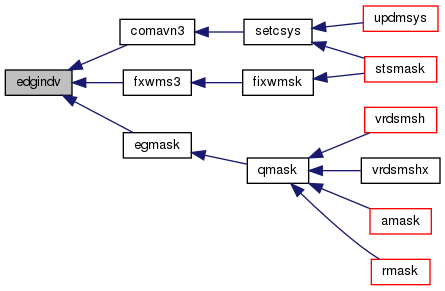 edgindv
comavn3
fxwms3
egmask
setcsys
fixwmsk
qmask
updmsys
stsmask
vrdsmsh
vrdsmshx
amask
rmask